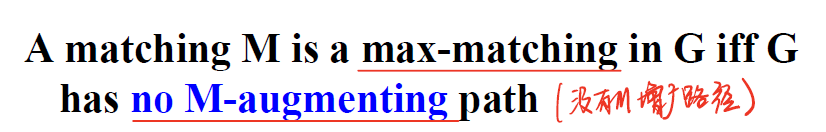 A matching M is a max-matching in G iff G
has no M-augmenting path (没有M增广路径)